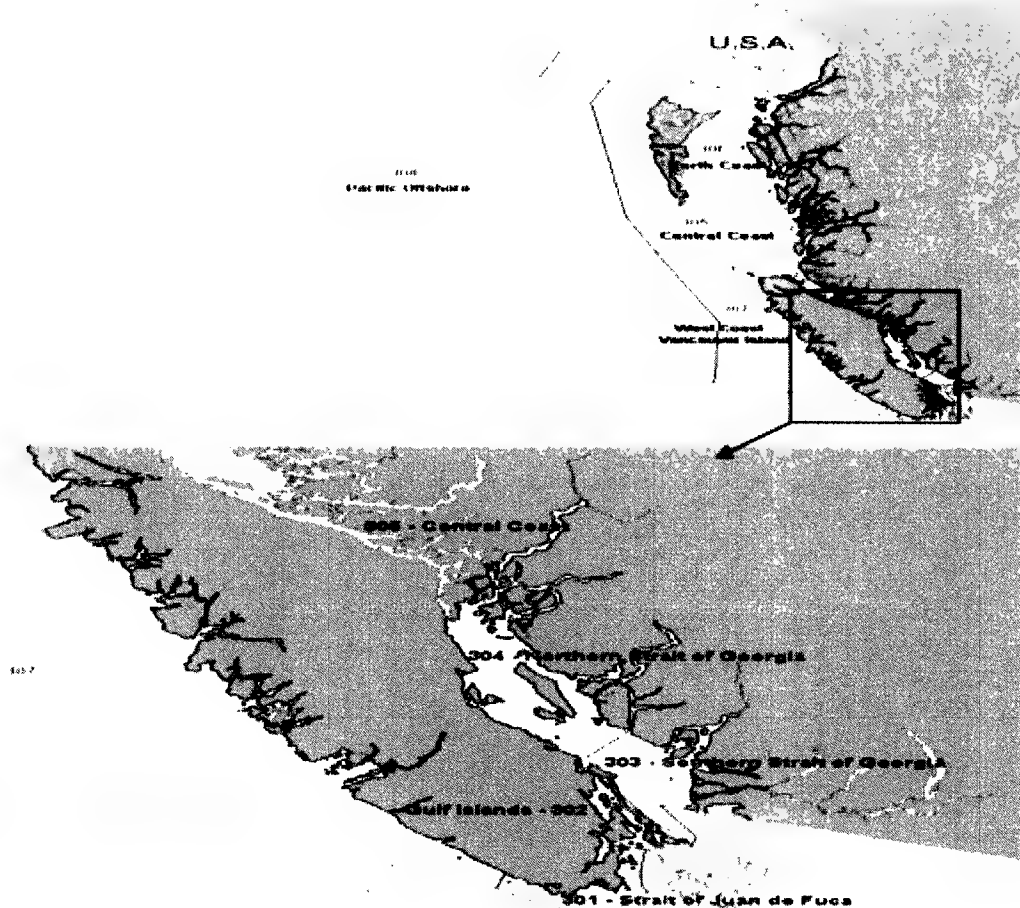 U.S.A.
Pacific Offshore
North Coast
Central Coast
West Coast
Vancouver Island
Central Coast
304 - Northern Strait of Georgia
303 - Southern Strait of Georgia
Gulf Islands - 302
301 - Strait of Juan de Fuca